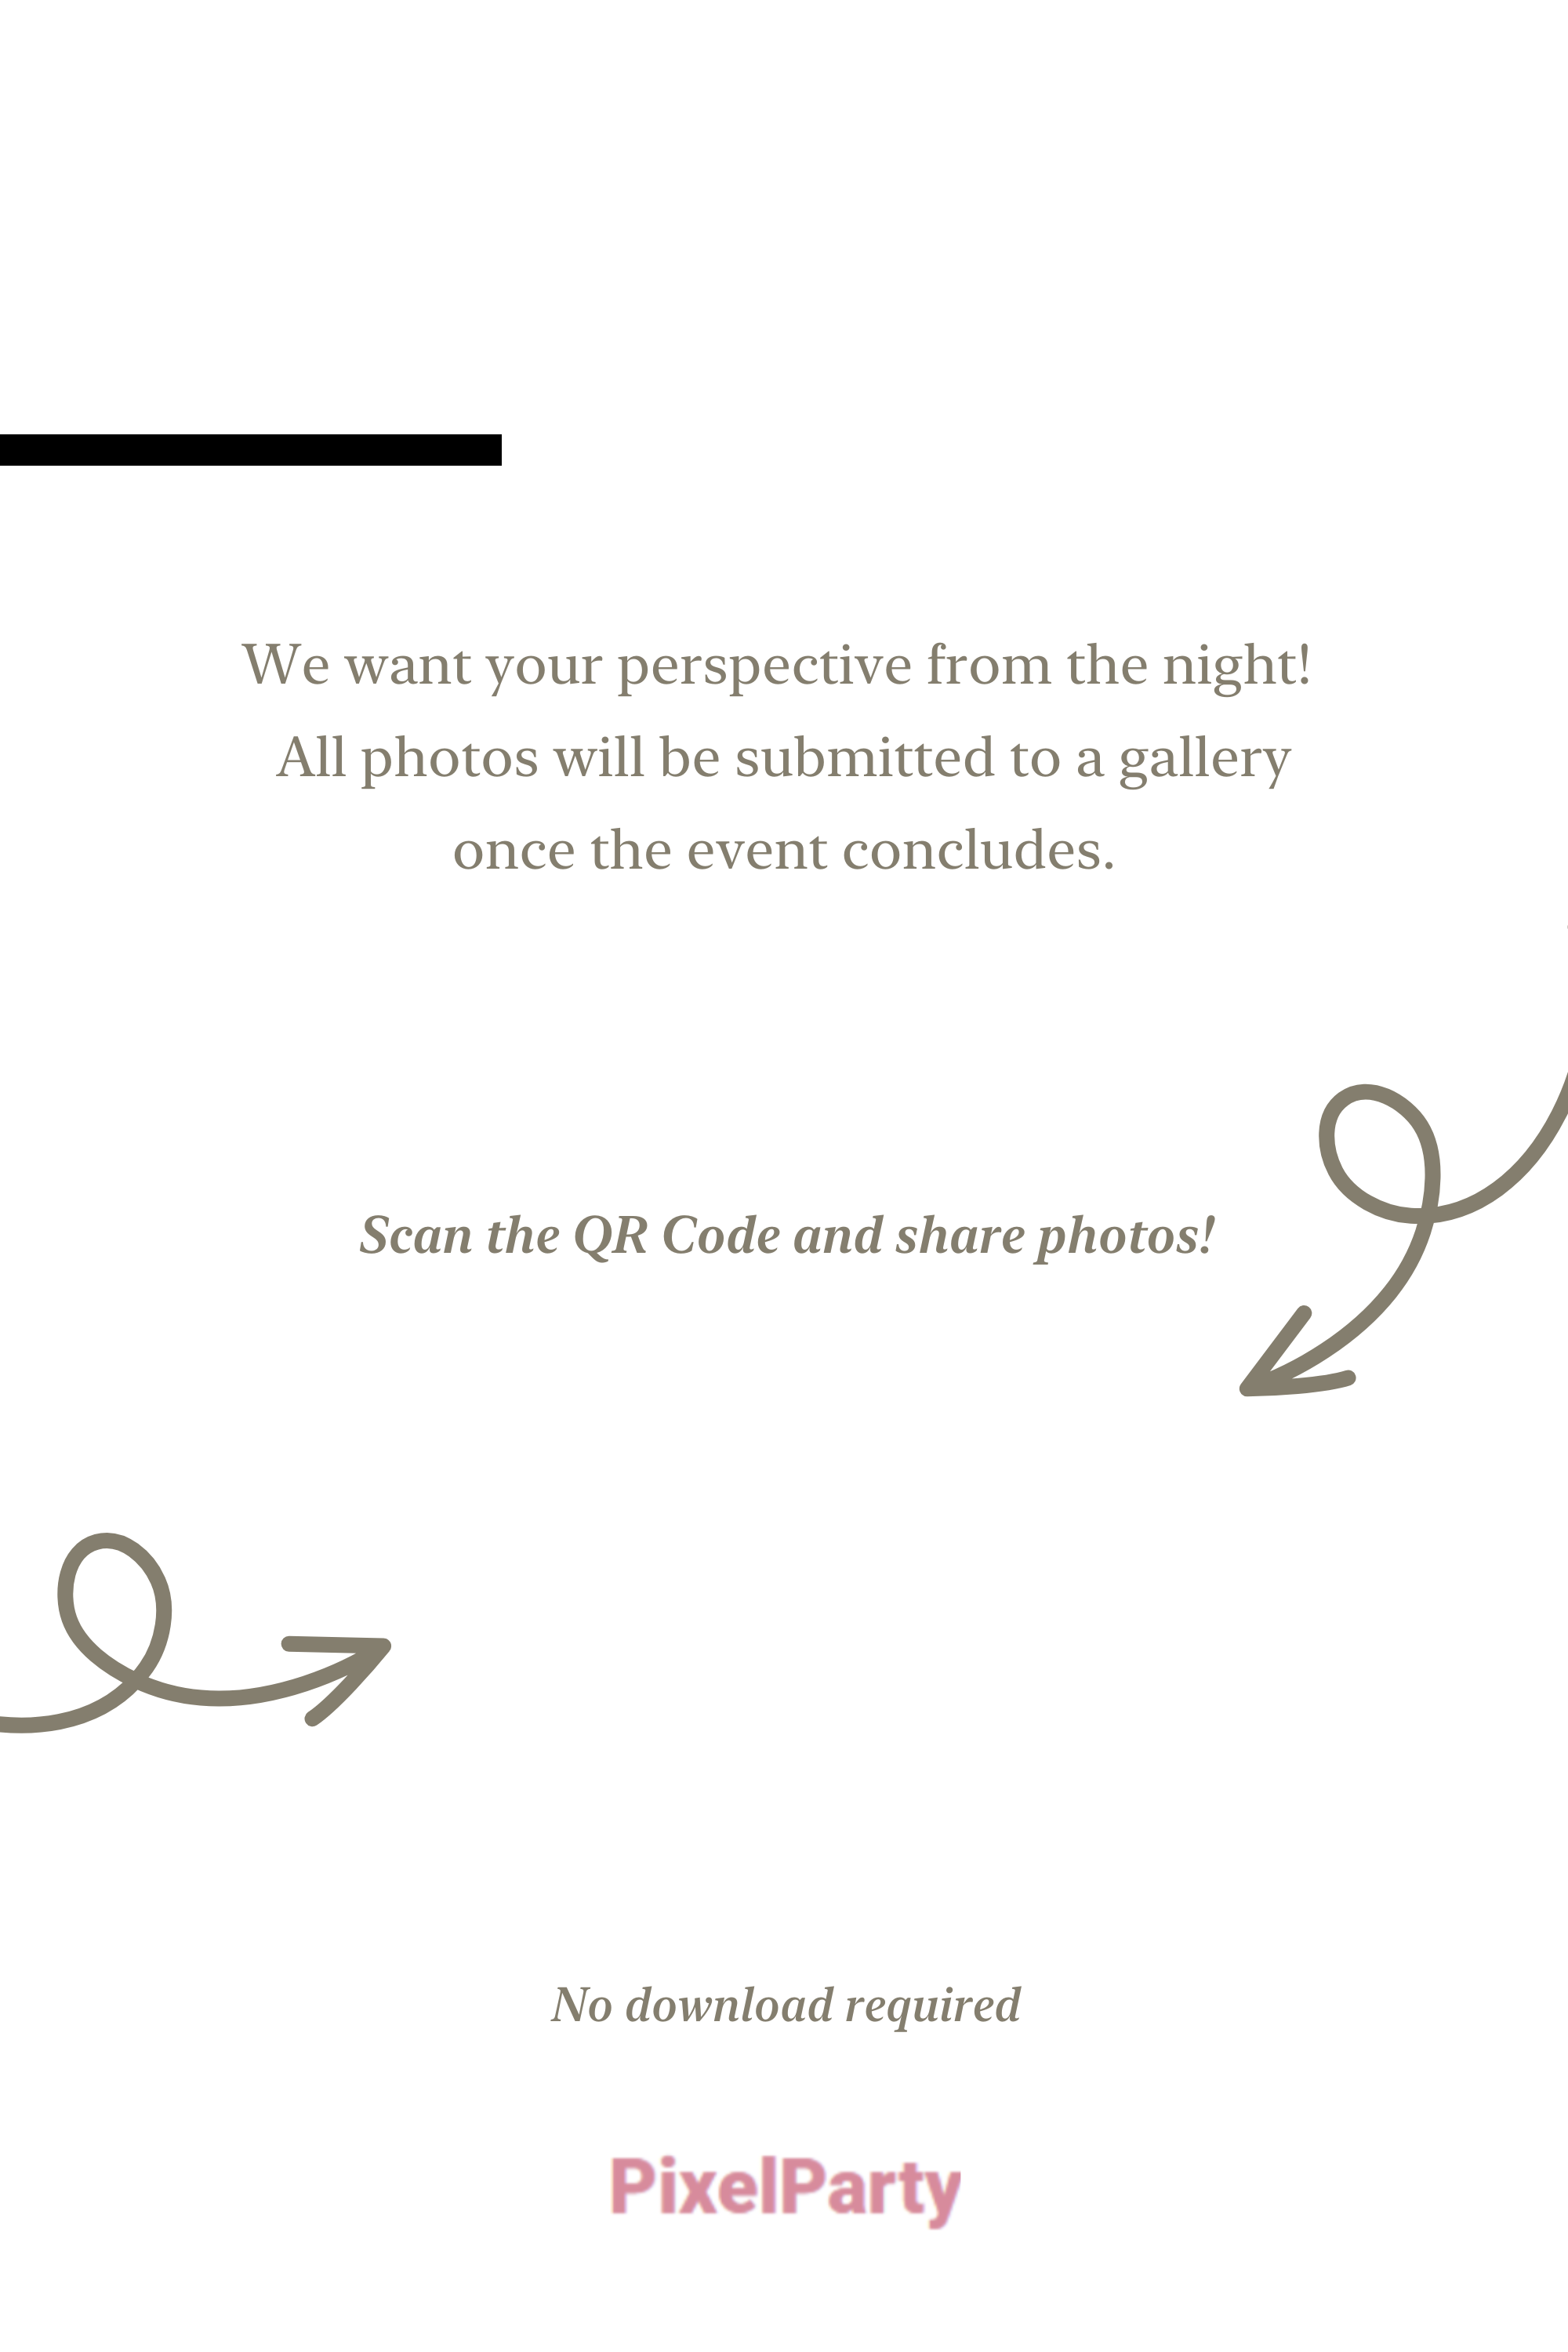 We want your perspective from the night!
All photos will be submitted to a gallery
once the event concludes.
Scan the QR Code and share photos!
No download required
PixelParty